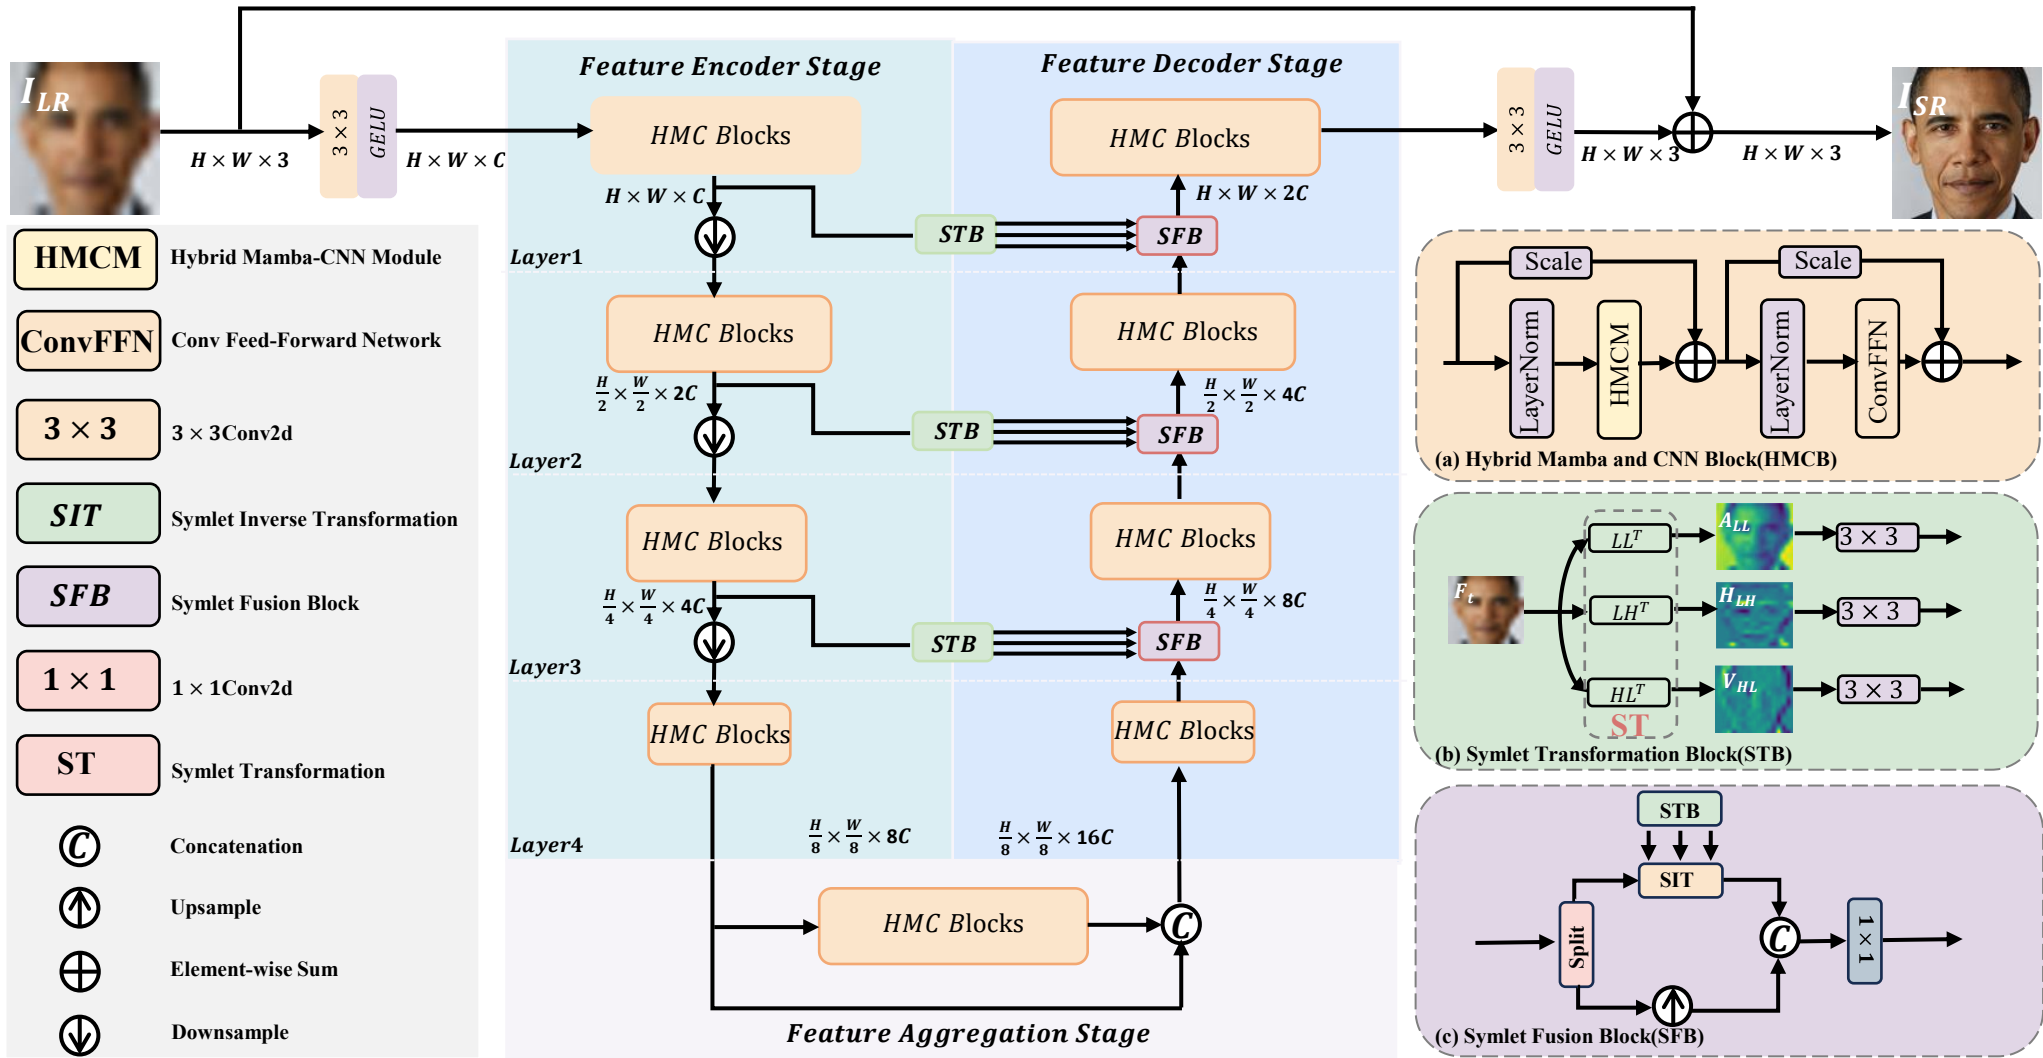 Feature Encoder Stage
Feature Decoder Stage
I_LR
H × W × 3
3 × 3
GELU
H × W × C
HMC Blocks
HMC Blocks
3 × 3
GELU
H × W × 3
H × W × 3
I_SR
H × W × C
H × W × 2C
STB
SFB
Layer1
HMC Blocks
HMC Blocks
H/2 × W/2 × 2C
H/2 × W/2 × 4C
STB
SFB
Layer2
HMC Blocks
HMC Blocks
H/4 × W/4 × 4C
H/4 × W/4 × 8C
STB
SFB
Layer3
HMC Blocks
HMC Blocks
H/8 × W/8 × 8C
H/8 × W/8 × 16C
Layer4
HMC Blocks
C
Feature Aggregation Stage
HMCM
Hybrid Mamba-CNN Module
ConvFFN
Conv Feed-Forward Network
3 × 3
3 × 3Conv2d
SIT
Symlet Inverse Transformation
SFB
Symlet Fusion Block
1 × 1
1 × 1Conv2d
ST
Symlet Transformation
C
Concatenation
Upsample
Element-wise Sum
Downsample
Scale
Scale
LayerNorm
HMCM
LayerNorm
ConvFFN
(a) Hybrid Mamba and CNN Block(HMCB)
F_t
LL^T
A_LL
3 × 3
LH^T
H_LH
3 × 3
HL^T
V_HL
3 × 3
ST
(b) Symlet Transformation Block(STB)
STB
SIT
Split
C
1 × 1
(c) Symlet Fusion Block(SFB)